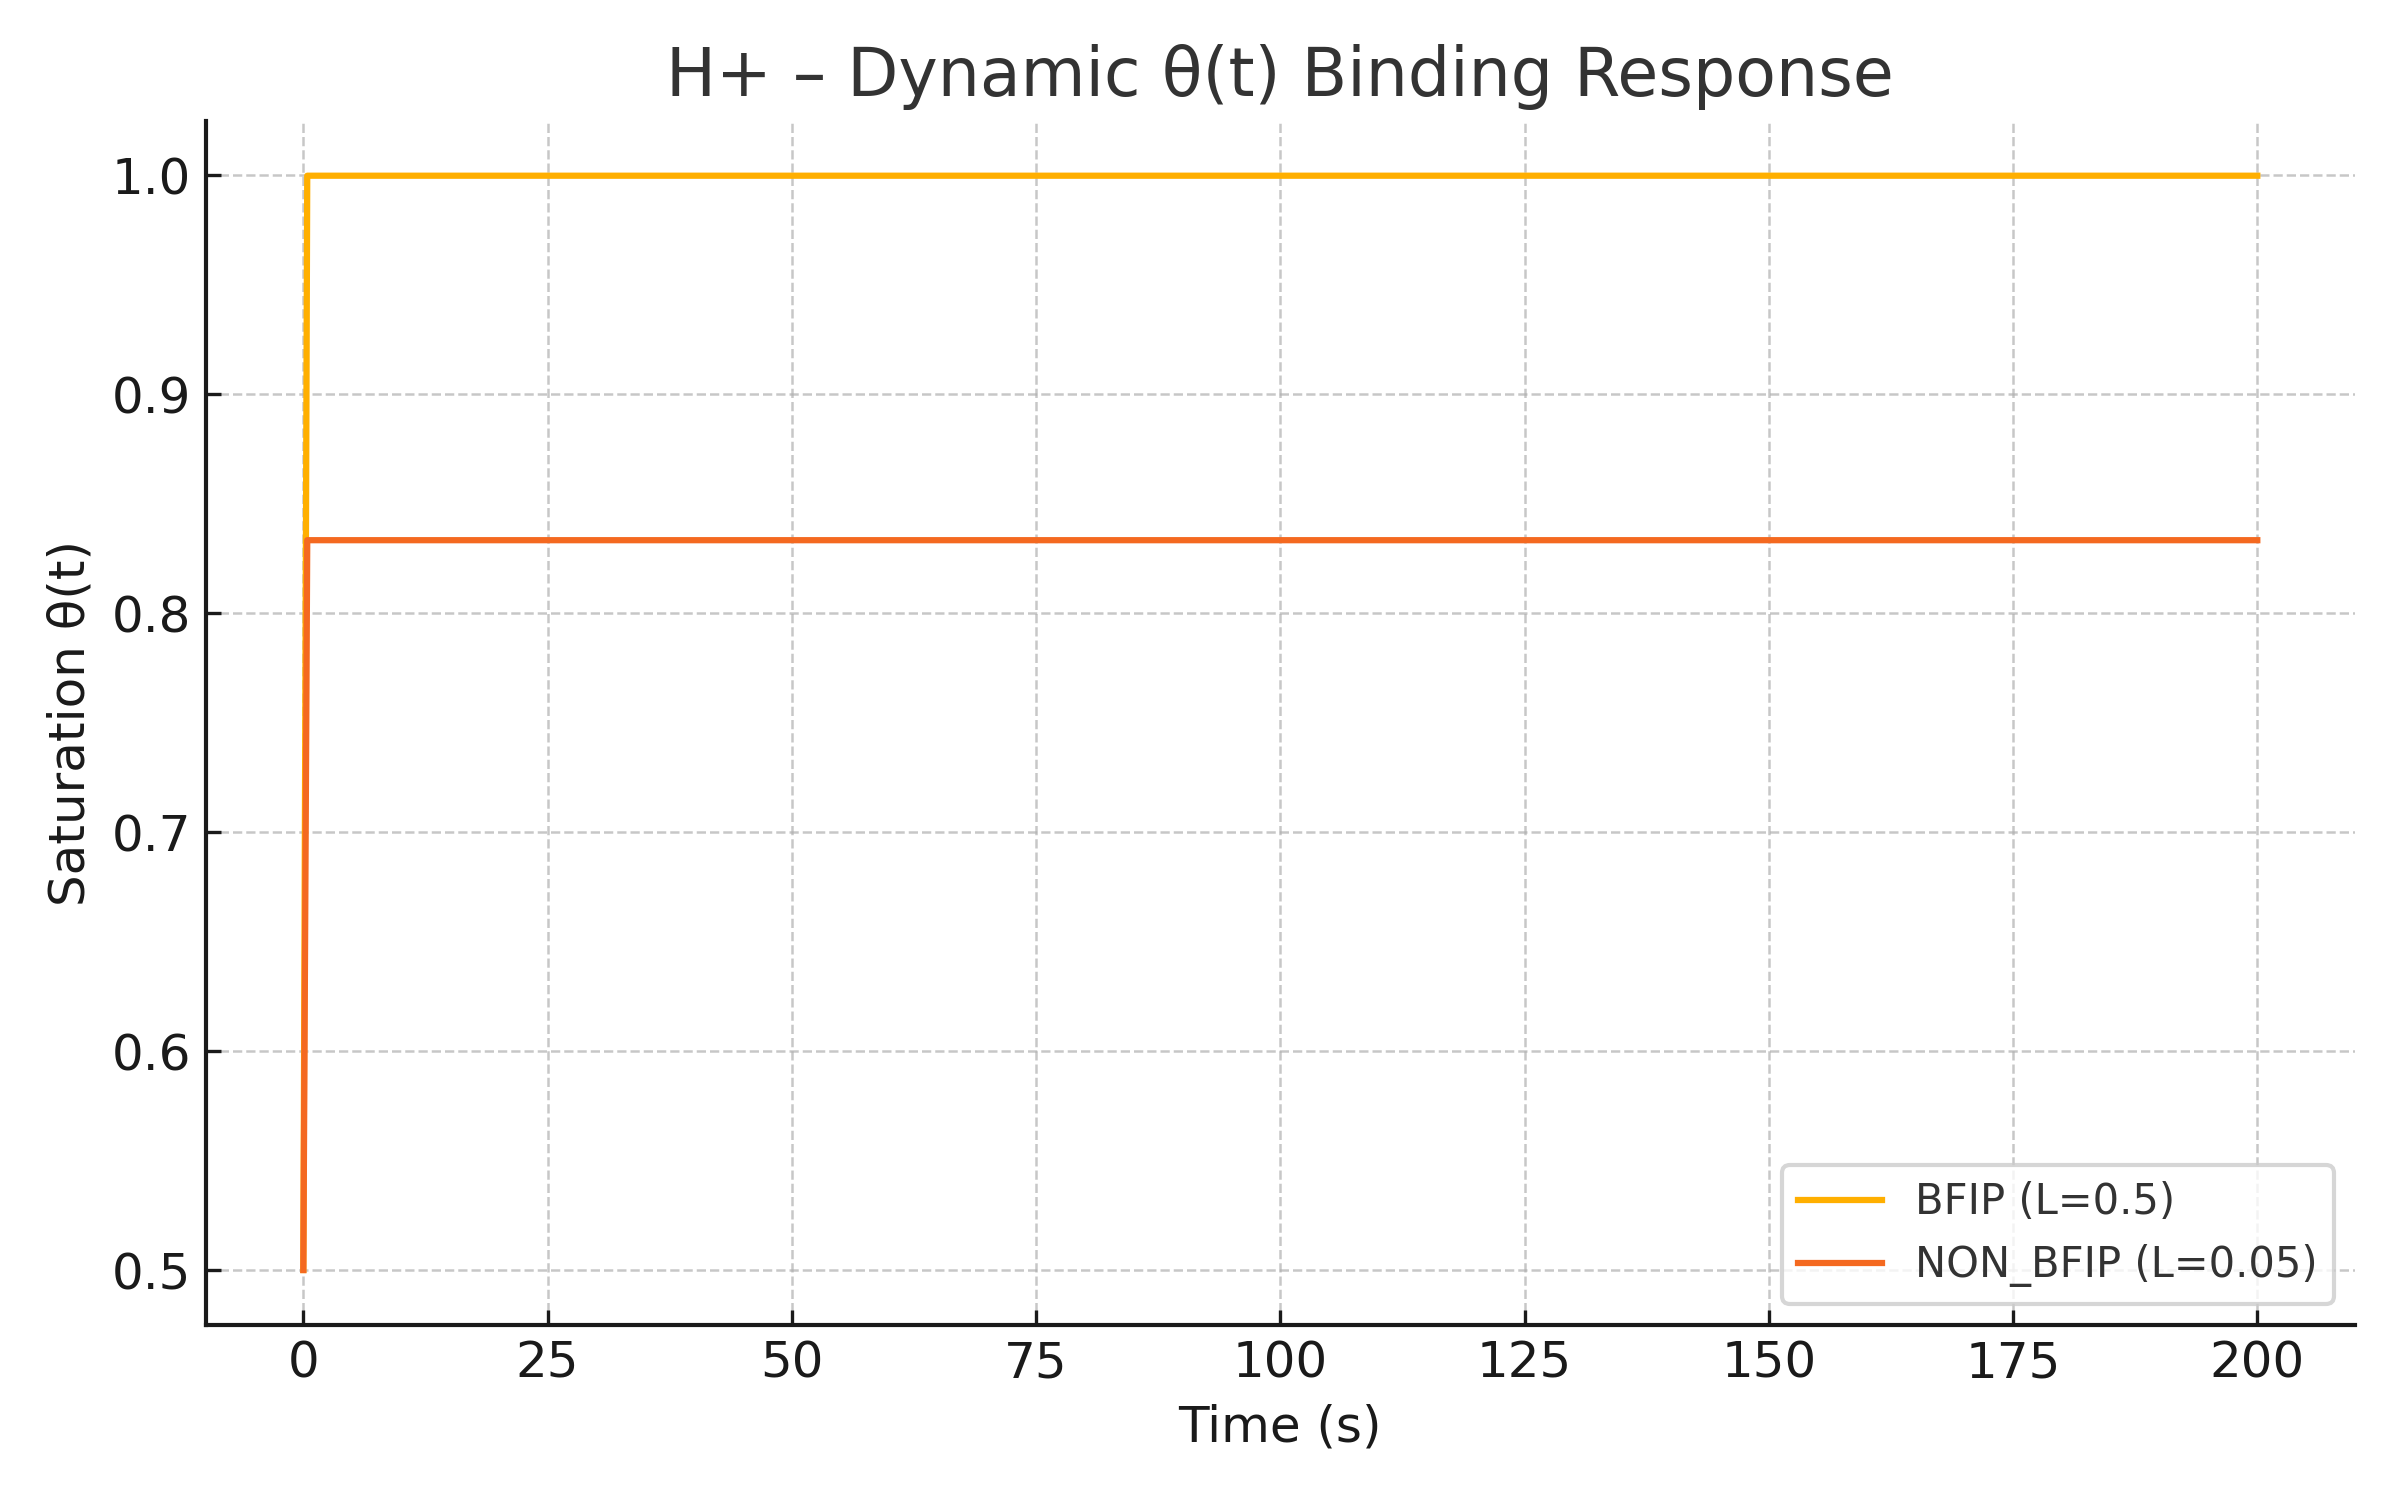 H+ – Dynamic θ(t) Binding Response
Saturation θ(t)
1.0
0.9
0.8
0.7
0.6
0.5
BFIP (L=0.5)
NON_BFIP (L=0.05)
0 25 50 75 100 125 150 175 200
Time (s)